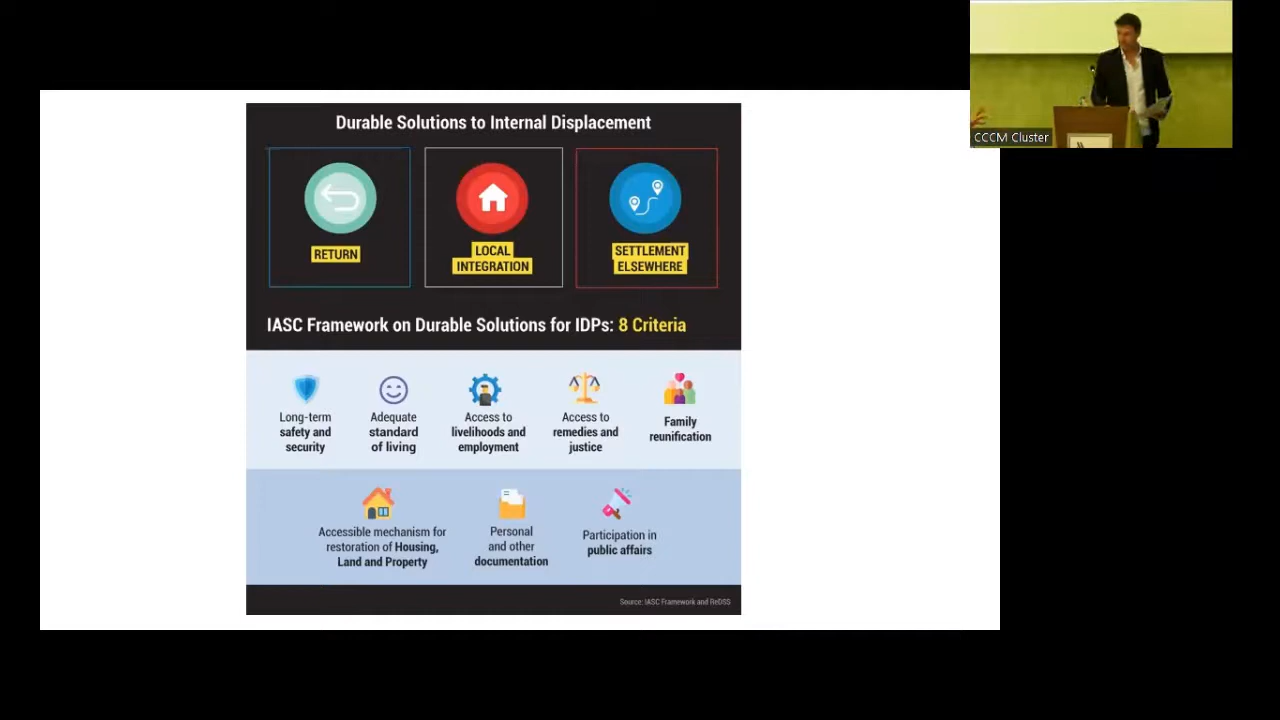 Durable Solutions to Internal Displacement
RETURN
LOCAL
INTEGRATION
SETTLEMENT
ELSEWHERE
IASC Framework on Durable Solutions for IDPs: 8 Criteria
Long-term
safety and
security
Adequate
standard
of living
Access to
livelihoods and
employment
Access to
remedies and
justice
Family
reunification
Accessible mechanism for
restoration of Housing,
Land and Property
Personal
and other
documentation
Participation in
public affairs
Source: IASC Framework and ReDSS
CCCM Cluster